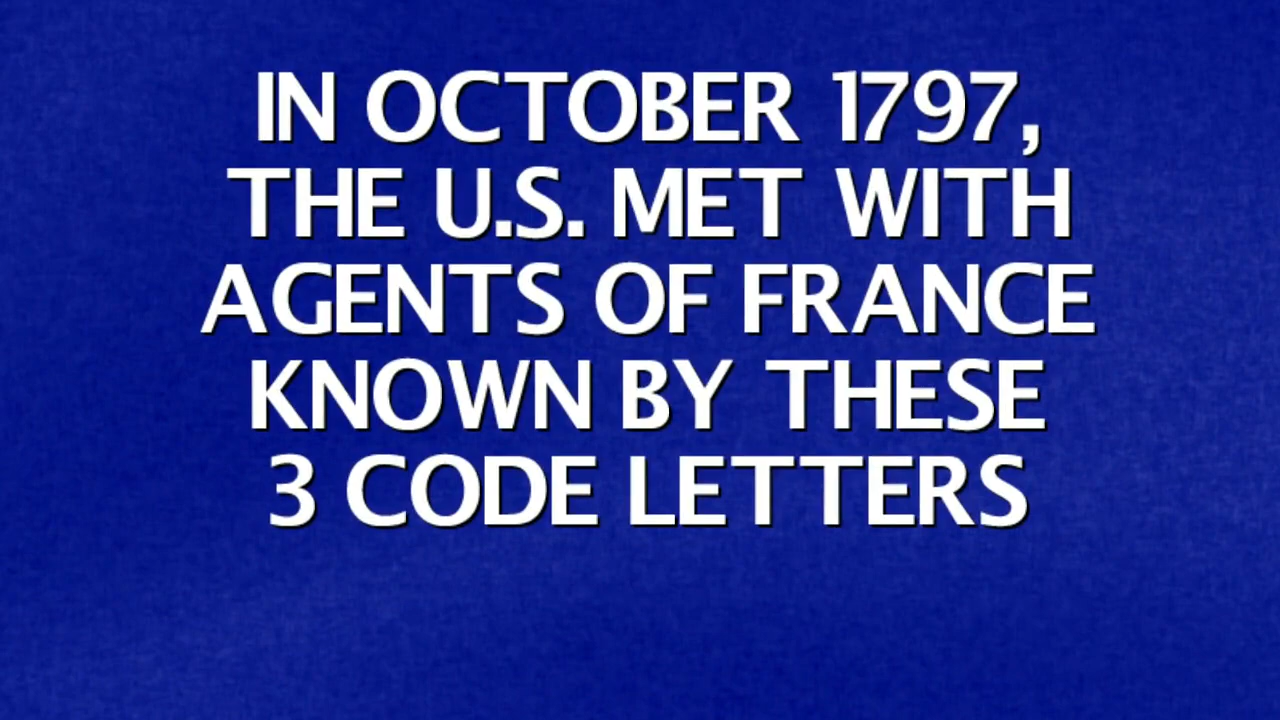 IN OCTOBER 1797,
THE U.S. MET WITH
AGENTS OF FRANCE
KNOWN BY THESE
3 CODE LETTERS